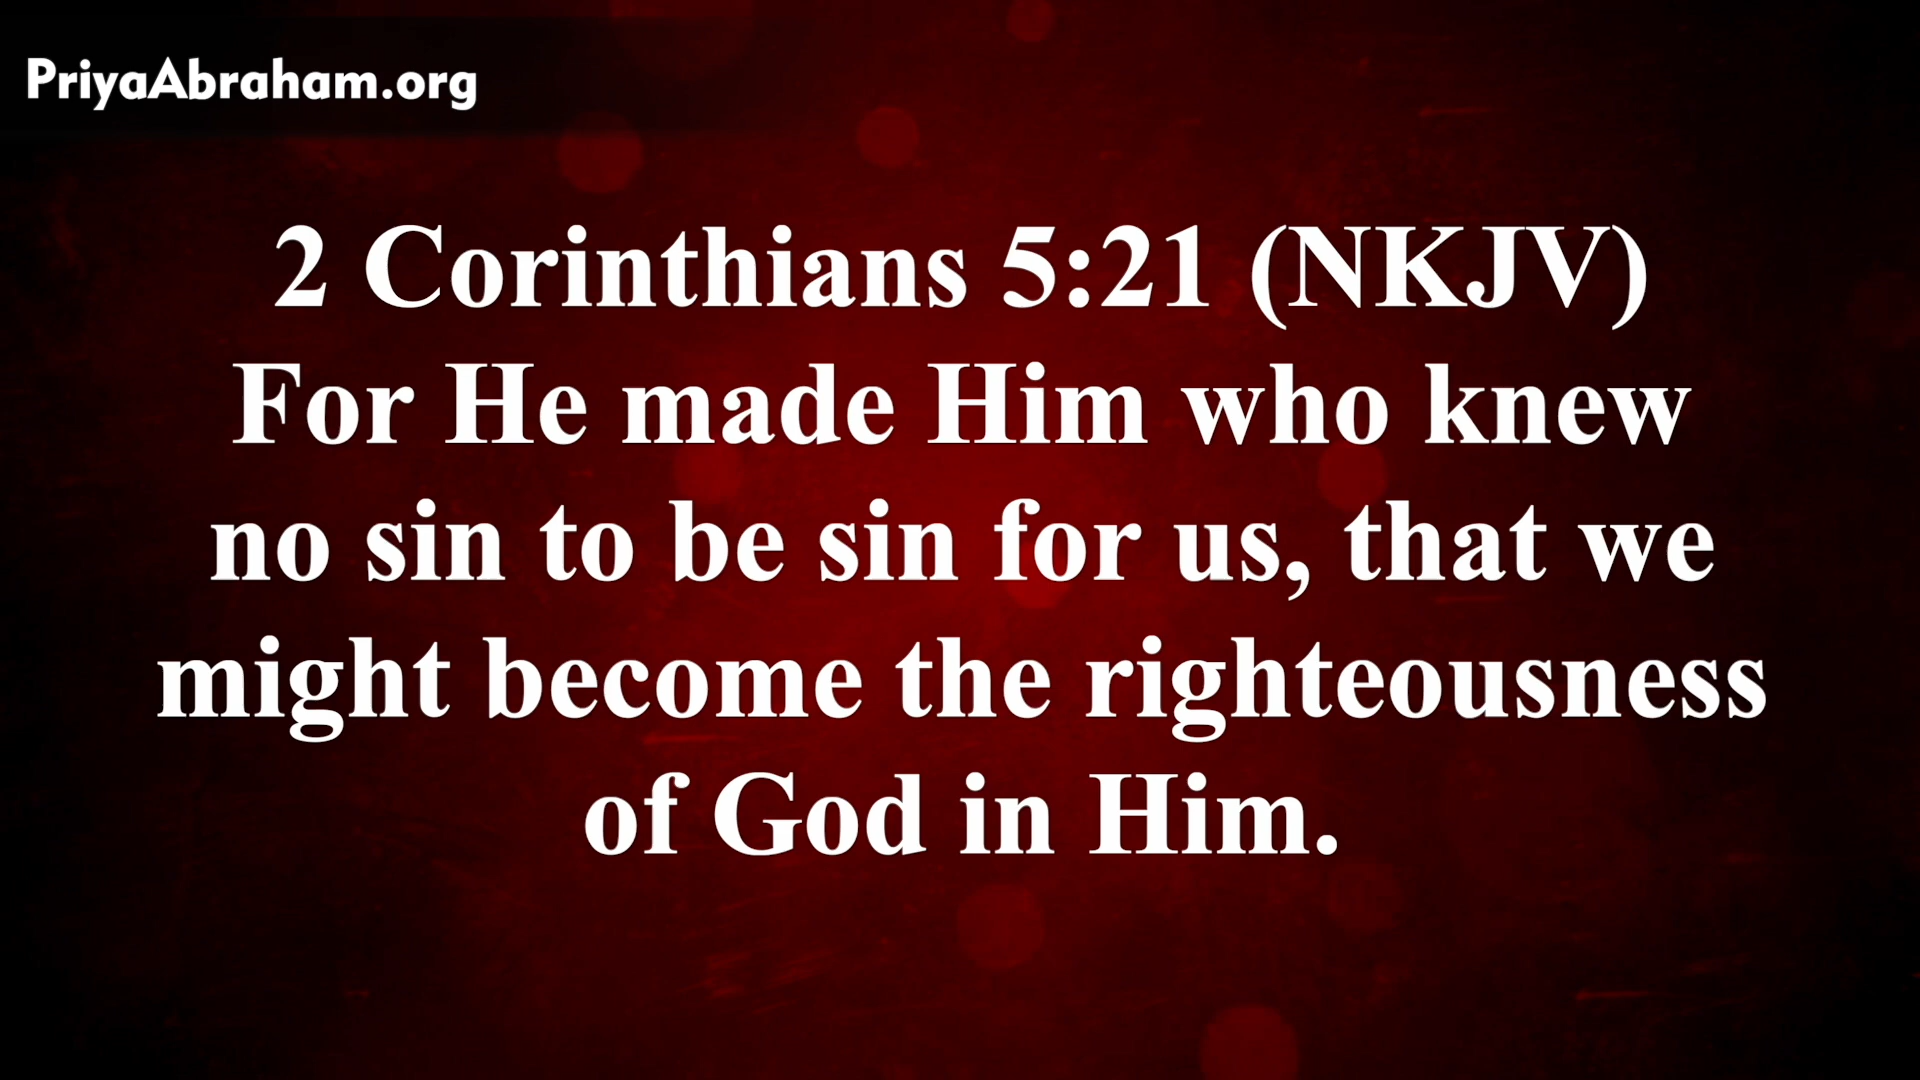 PriyaAbraham.org
2 Corinthians 5:21 (NKJV)
For He made Him who knew
no sin to be sin for us, that we
might become the righteousness
of God in Him.